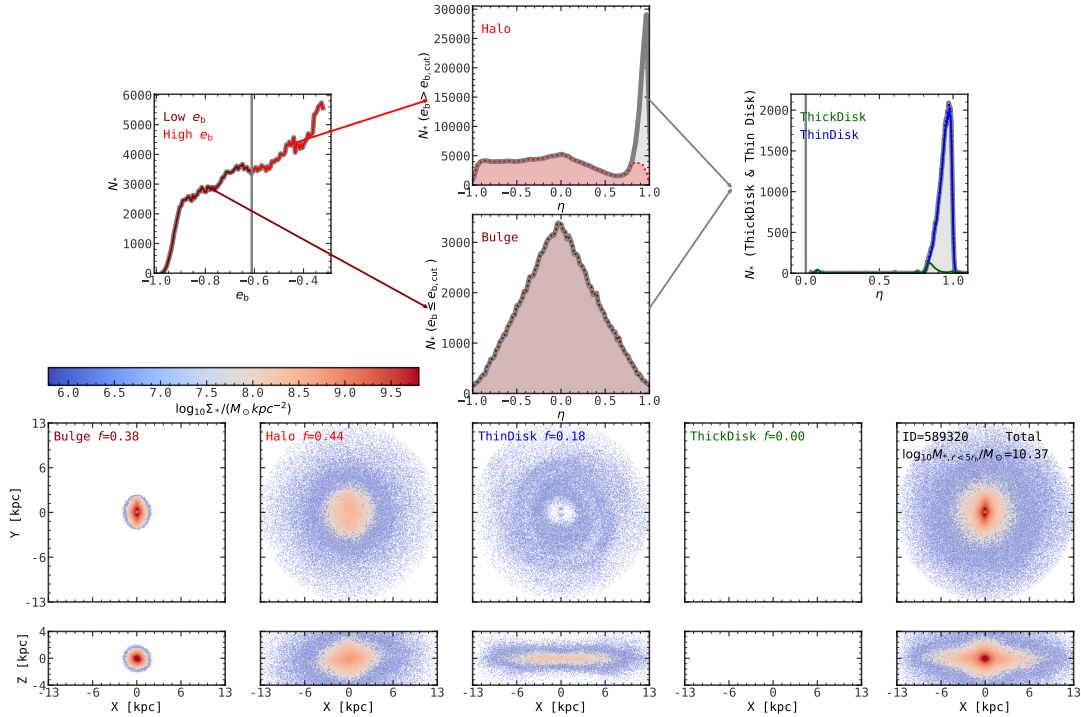 30000
25000
20000
15000
10000
5000
0
N* (e_b > e_b,cut)
Halo
−1.0 −0.5 0.0 0.5 1.0
η
6000
5000
4000
3000
2000
1000
0
N*
Low e_b
High e_b
−1.0 −0.8 −0.6 −0.4
e_b
2000
1500
1000
500
0
N* (ThickDisk & Thin Disk)
ThickDisk
ThinDisk
0.0 0.5 1.0
η
3000
2000
1000
0
N* (e_b ≤ e_b,cut)
Bulge
−1.0 −0.5 0.0 0.5 1.0
η
6.0 6.5 7.0 7.5 8.0 8.5 9.0 9.5
log₁₀Σ*/(M⊙kpc⁻²)
13
6
0
-6
-13
Y [kpc]
Bulge f=0.38
Halo f=0.44
ThinDisk f=0.18
ThickDisk f=0.00
ID=589320 Total
log₁₀M*,r<5rₕ/M⊙=10.37
4
0
-4
Z [kpc]
-13 -6 0 6 13
X [kpc]
-13 -6 0 6 13
X [kpc]
-13 -6 0 6 13
X [kpc]
-13 -6 0 6 13
X [kpc]
-13 -6 0 6 13
X [kpc]